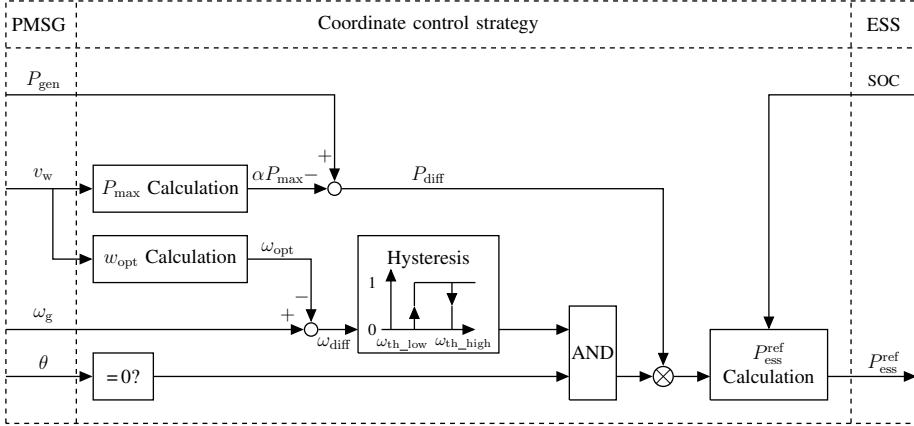 PMSG Coordinate control strategy ESS
P_gen SOC
+
v_w P_max Calculation αP_max − P_diff
w_opt Calculation ω_opt
Hysteresis
1
−
ω_g + 0
ω_diff ω_th_low ω_th_high
AND
θ =0? P_ess^ref
Calculation P_ess^ref